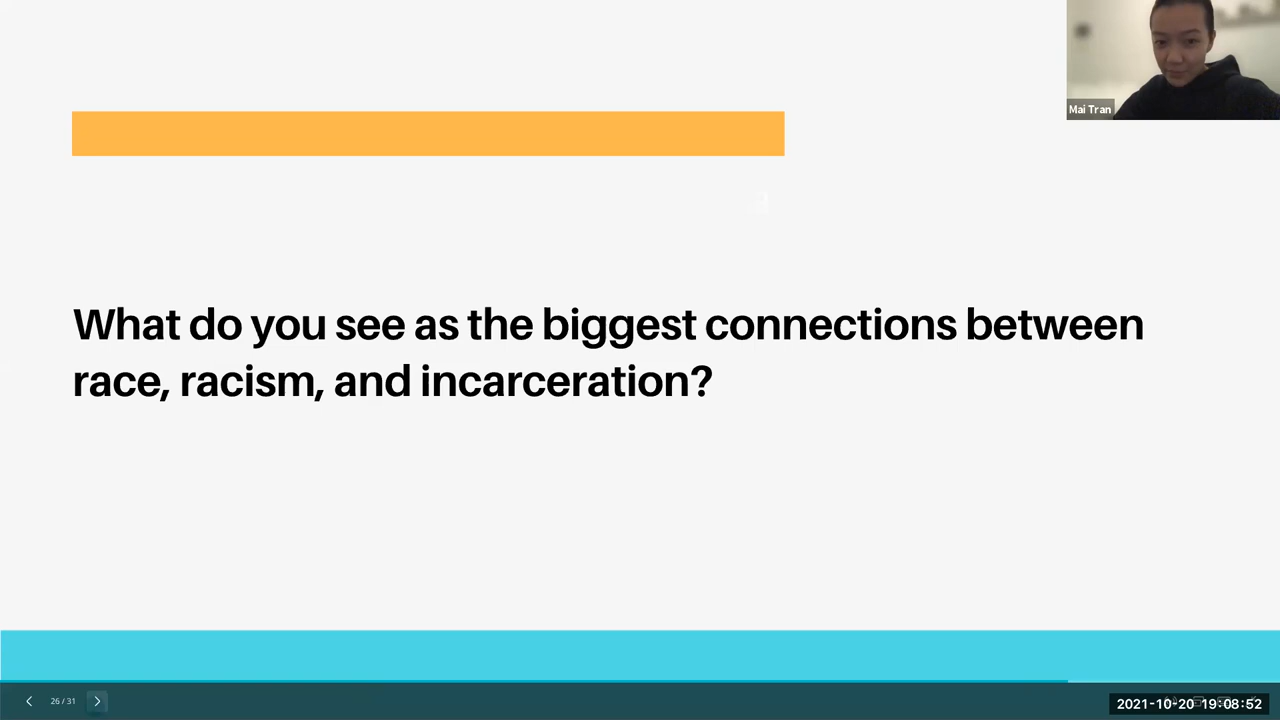 Mai Tran
What do you see as the biggest connections between
race, racism, and incarceration?
26 / 31
2021-10-20 19:08:52